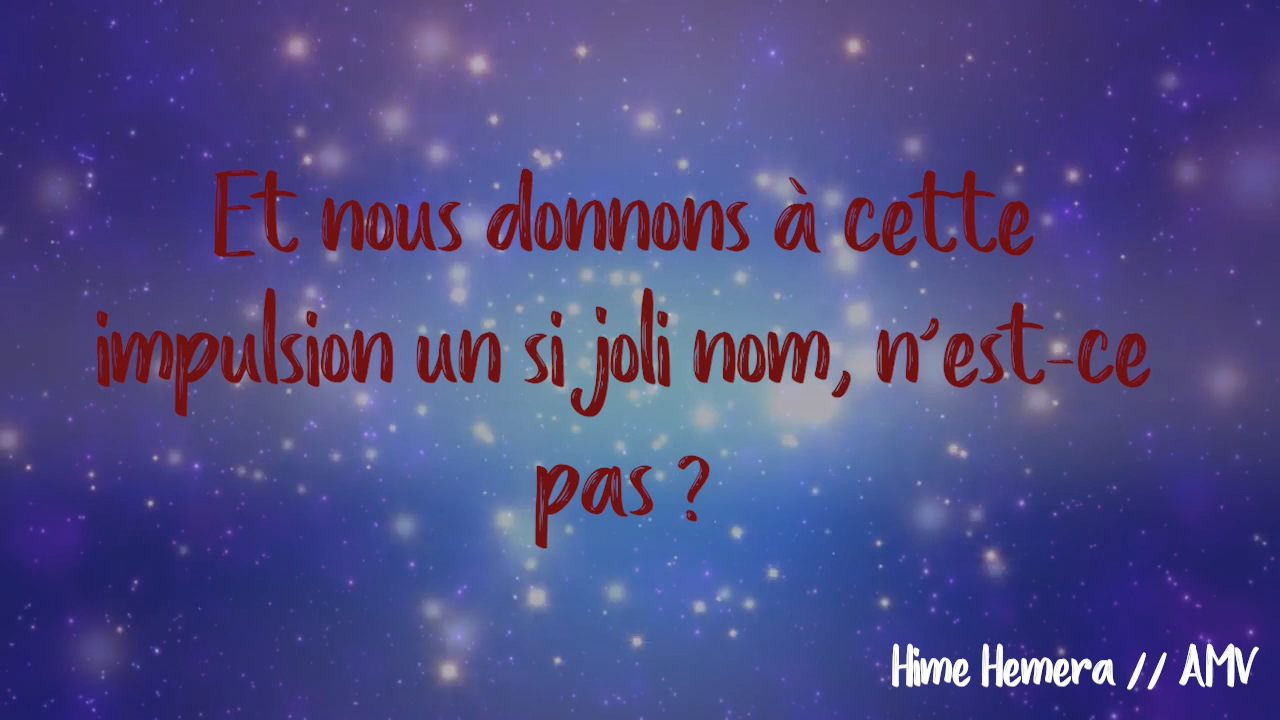 Et nous donnons à cette
impulsion un si joli nom, n'est-ce
pas ?
Hime Hemera // AMV